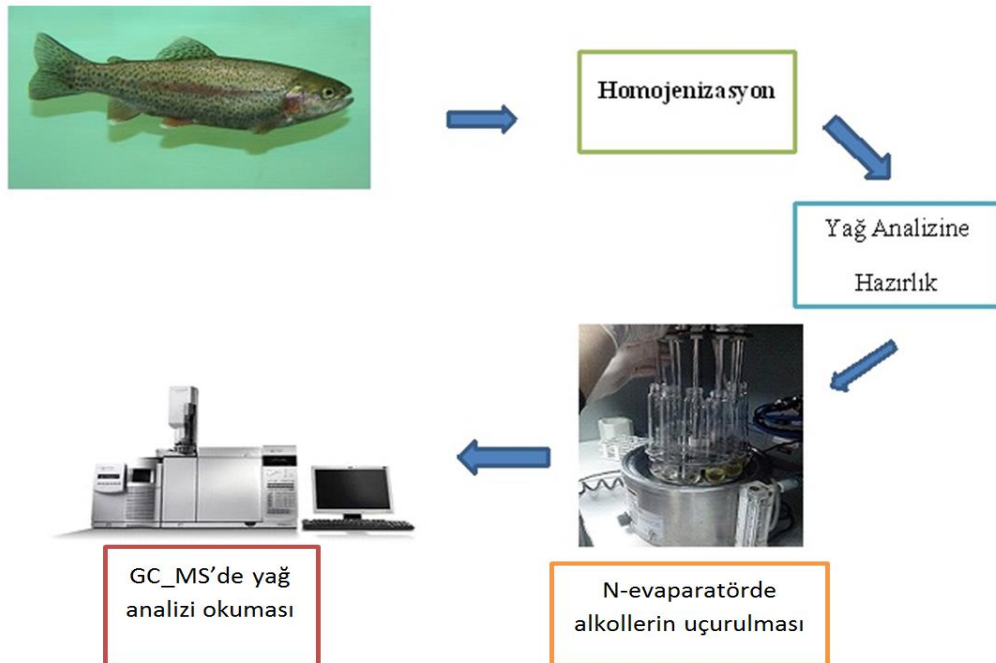 Homojenizasyon
Yağ Analizine
Hazırlık
N-evaparatörde
alkollerin uçurulması
GC_MS’de yağ
analizi okuması